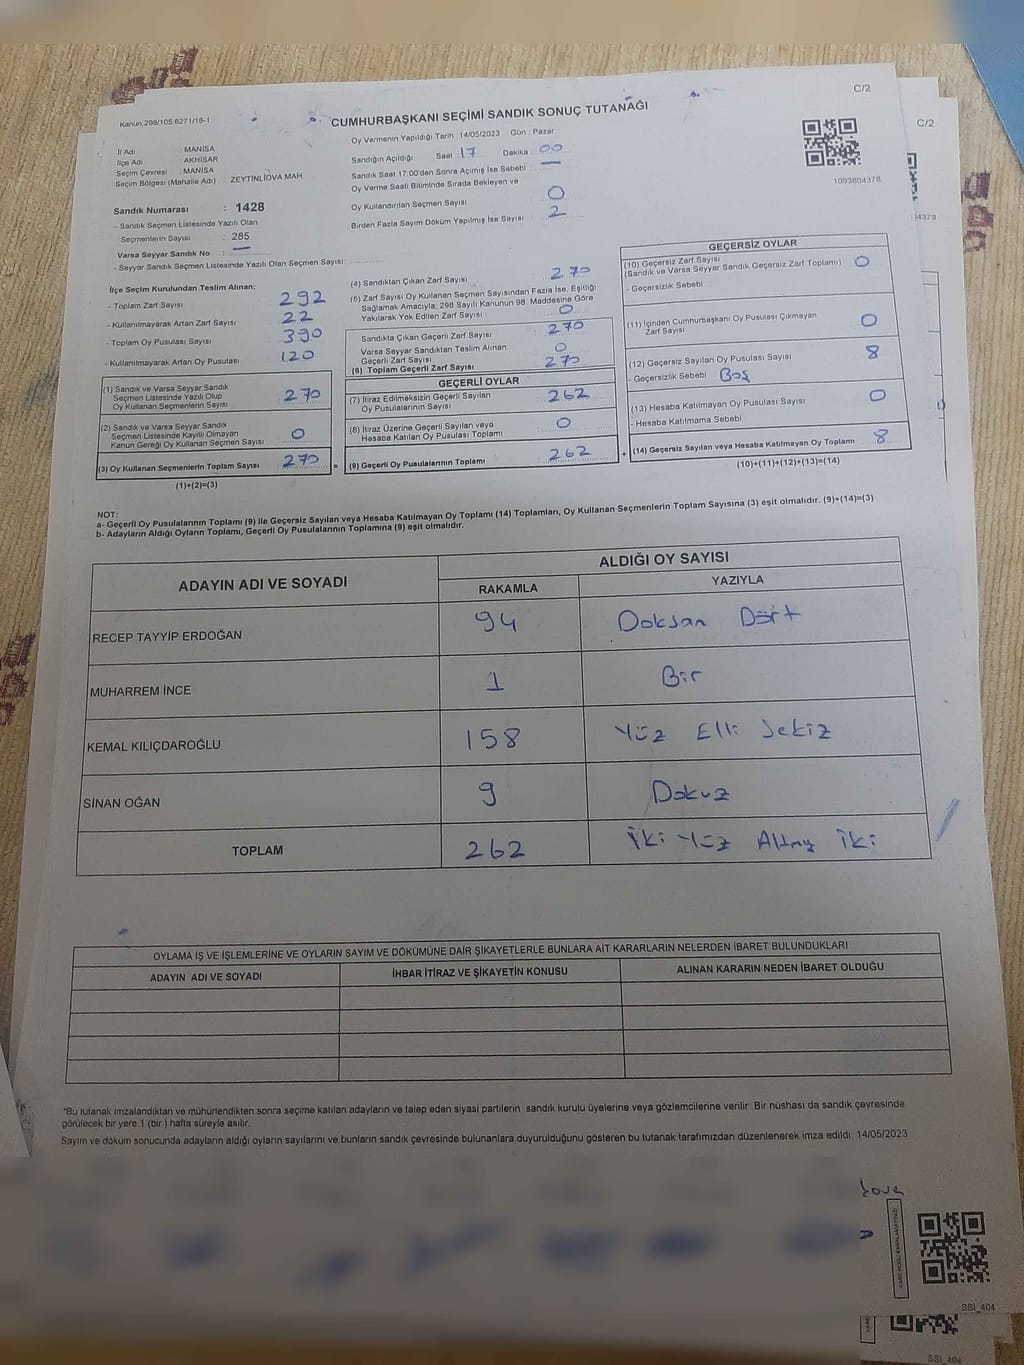 C/2
Kanun 298/105 6271/18-1
CUMHURBAŞKANI SEÇİMİ SANDIK SONUÇ TUTANAĞI
İl Adı MANİSA
İlçe Adı AKHİSAR
Seçim Çevresi : MANİSA
Seçim Bölgesi (Mahalle Adı) : ZEYTİNLİOVA MAH.
Sandık Numarası : 1428
- Sandık Seçmen Listesinde Yazılı Olan
Seçmenlerin Sayısı : 285
Varsa Seyyar Sandık No : —
- Seyyar Sandık Seçmen Listesinde Yazılı Olan Seçmen Sayısı:
Oy Vermenin Yapıldığı Tarih : 14/05/2023 Gün : Pazar
Sandığın Açıldığı Saat 17 Dakika : 00
Sandık Saat 17:00'den Sonra Açımış İse Sebebi —
Oy Verme Saati Bitiminde Sırada Bekleyen ve
Oy Kullandırılan Seçmen Sayısı 0
Birden Fazla Sayım Döküm Yapılmış İse Sayısı 2
1093804378
C/2
4379
İlçe Seçim Kurulundan Teslim Alınan;
- Toplam Zarf Sayısı 292
- Kullanılmayarak Artan Zarf Sayısı 22
- Toplam Oy Pusulası Sayısı 390
- Kullanılmayarak Artan Oy Pusulası 120
(1) Sandık ve Varsa Seyyar Sandık
Seçmen Listesinde Yazılı Olup
Oy Kullanan Seçmenlerin Sayısı 270
(2) Sandık ve Varsa Seyyar Sandık
Seçmen Listesinde Kayıtlı Olmayan
Kanun Gereği Oy Kullanan Seçmen Sayısı 0
(3) Oy Kullanan Seçmenlerin Toplam Sayısı 270
(1)+(2)=(3)
(4) Sandıktan Çıkan Zarf Sayısı 270
(5) Zarf Sayısı Oy Kullanan Seçmen Sayısından Fazla İse, Eşitliği
Sağlamak Amacıyla; 298 Sayılı Kanunun 98. Maddesine Göre
Yakılarak Yok Edilen Zarf Sayısı : 0
Sandıkta Çıkan Geçerli Zarf Sayısı 270
Varsa Seyyar Sandıktan Teslim Alınan
Geçerli Zarf Sayısı 0
(6) Toplam Geçerli Zarf Sayısı 270
GEÇERLİ OYLAR
(7) İtiraz Edilmeksizin Geçerli Sayılan
Oy Pusulalarının Sayısı 262
(8) İtiraz Üzerine Geçerli Sayılan veya
Hesaba Katılan Oy Pusulası Toplamı 0
= (9) Geçerli Oy Pusulalarının Toplamı 262
GEÇERSİZ OYLAR
(10) Geçersiz Zarf Sayısı
(Sandık ve Varsa Seyyar Sandık Geçersiz Zarf Toplamı) 0
- Geçersizlik Sebebi
(11) İçinden Cumhurbaşkanı Oy Pusulası Çıkmayan
Zarf Sayısı 0
(12) Geçersiz Sayılan Oy Pusulası Sayısı 8
- Geçersizlik Sebebi Boş
(13) Hesaba Katılmayan Oy Pusulası Sayısı 0
- Hesaba Katılmama Sebebi
+ (14) Geçersiz Sayılan veya Hesaba Katılmayan Oy Toplamı 8
(10)+(11)+(12)+(13)=(14)
NOT:
a- Geçerli Oy Pusulalarının Toplamı (9) ile Geçersiz Sayılan veya Hesaba Katılmayan Oy Toplamı (14) Toplamları, Oy Kullanan Seçmenlerin Toplam Sayısına (3) eşit olmalıdır. (9)+(14)=(3)
b- Adayların Aldığı Oyların Toplamı, Geçerli Oy Pusulalarının Toplamına (9) eşit olmalıdır.
ADAYIN ADI VE SOYADI
ALDIĞI OY SAYISI
RAKAMLA YAZIYLA
RECEP TAYYİP ERDOĞAN 94 Doksan Dört
MUHARREM İNCE 1 Bir
KEMAL KILIÇDAROĞLU 158 Yüz Elli Sekiz
SİNAN OĞAN 9 Dokuz
TOPLAM 262 İki Yüz Altmış İki
OYLAMA İŞ VE İŞLEMLERİNE VE OYLARIN SAYIM VE DÖKÜMÜNE DAİR ŞİKAYETLERLE BUNLARA AİT KARARLARIN NELERDEN İBARET BULUNDUKLARI
ADAYIN ADI VE SOYADI İHBAR İTİRAZ VE ŞİKAYETİN KONUSU ALINAN KARARIN NEDEN İBARET OLDUĞU
*Bu tutanak imzalandıktan ve mühürlendikten sonra seçime katılan adayların ve talep eden siyasi partilerin sandık kurulu üyelerine veya gözlemcilerine verilir. Bir nüshası da sandık çevresinde
görülecek bir yere 1 (bir ) hafta süreyle asılır.
Sayım ve döküm sonucunda adayların aldığı oyların sayılarını ve bunların sandık çevresinde bulunanlara duyurulduğunu gösteren bu tutanak tarafımızdan düzenlenerek imza edildi. 14/05/2023
SSİ_404
SSİ_404